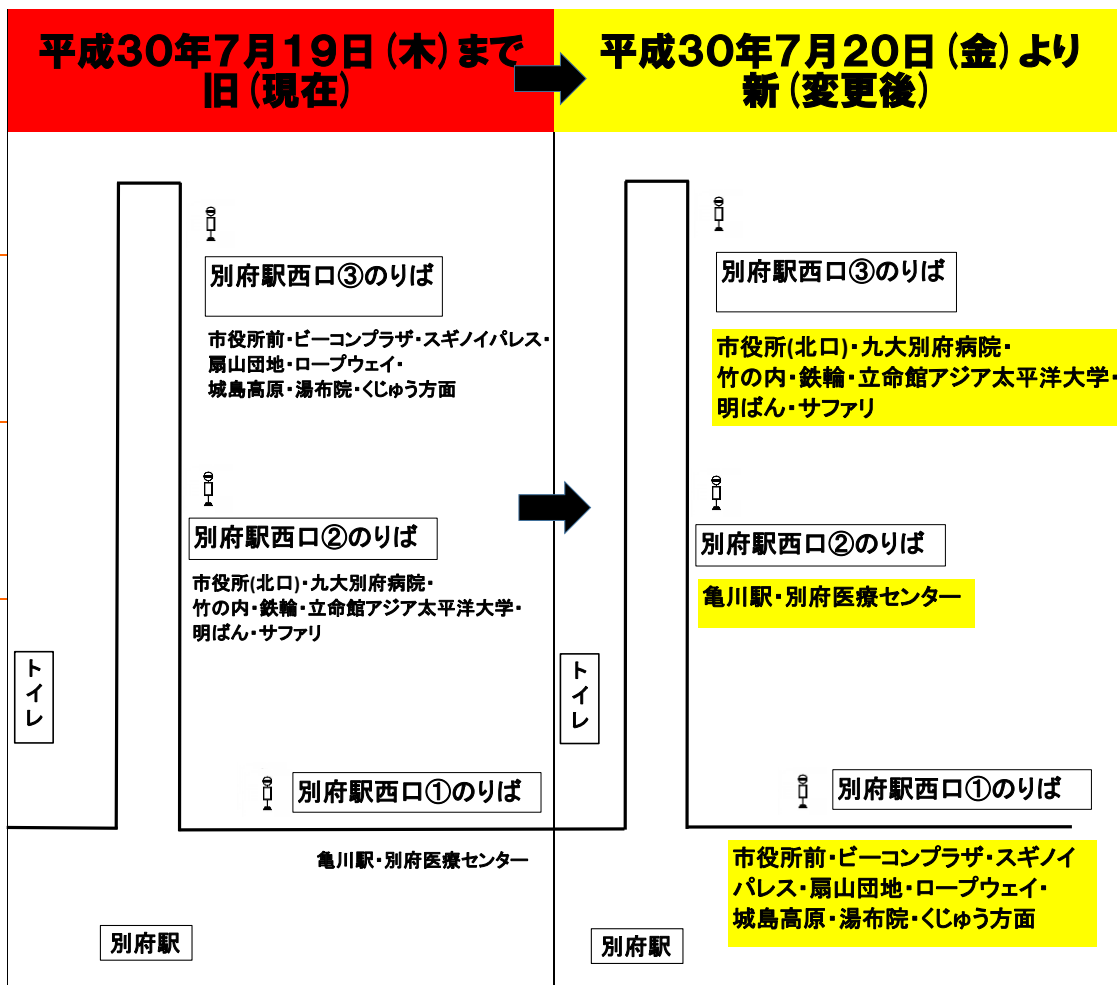 平成30年7月19日(木)まで
旧(現在)
別府駅西口③のりば
市役所前・ビーコンプラザ・スギノイパレス・
扇山団地・ロープウェイ・
城島高原・湯布院・くじゅう方面
別府駅西口②のりば
市役所(北口)・九大別府病院・
竹の内・鉄輪・立命館アジア太平洋大学・
明ばん・サファリ
トイレ
別府駅西口①のりば
亀川駅・別府医療センター
別府駅
平成30年7月20日(金)より
新(変更後)
別府駅西口③のりば
市役所(北口)・九大別府病院・
竹の内・鉄輪・立命館アジア太平洋大学・
明ばん・サファリ
別府駅西口②のりば
亀川駅・別府医療センター
トイレ
別府駅西口①のりば
市役所前・ビーコンプラザ・スギノイ
パレス・扇山団地・ロープウェイ・
城島高原・湯布院・くじゅう方面
別府駅